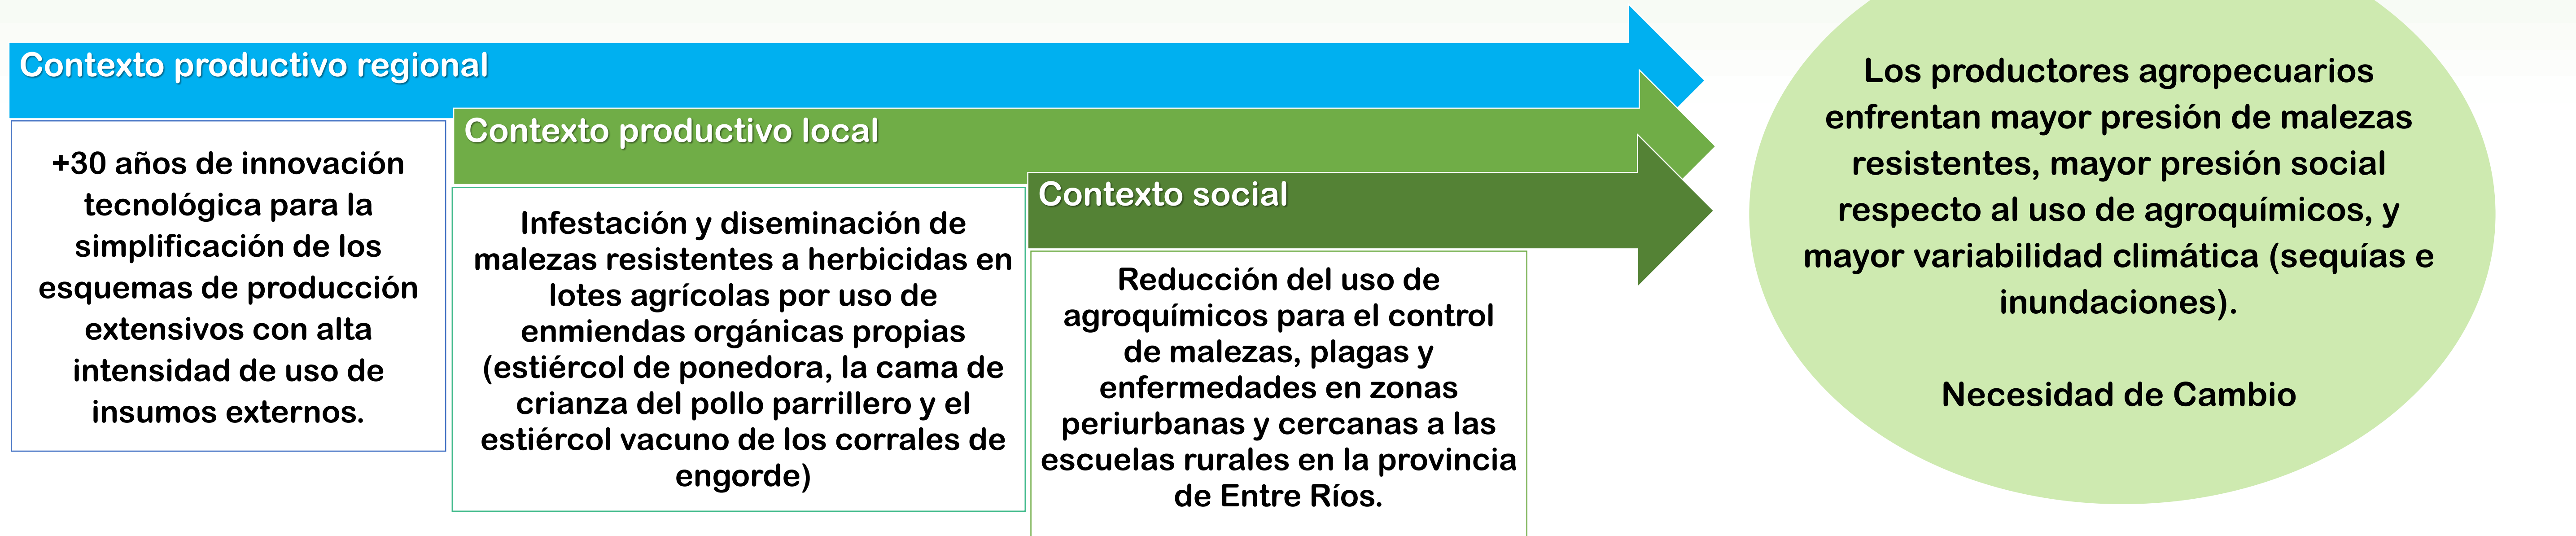 Contexto productivo regional
+30 años de innovación
tecnológica para la
simplificación de los
esquemas de producción
extensivos con alta
intensidad de uso de
insumos externos.
Contexto productivo local
Infestación y diseminación de
malezas resistentes a herbicidas en
lotes agrícolas por uso de
enmiendas orgánicas propias
(estiércol de ponedora, la cama de
crianza del pollo parrillero y el
estiércol vacuno de los corrales de
engorde)
Contexto social
Reducción del uso de
agroquímicos para el control
de malezas, plagas y
enfermedades en zonas
periurbanas y cercanas a las
escuelas rurales en la provincia
de Entre Ríos.
Los productores agropecuarios
enfrentan mayor presión de malezas
resistentes, mayor presión social
respecto al uso de agroquímicos, y
mayor variabilidad climática (sequías e
inundaciones).
Necesidad de Cambio